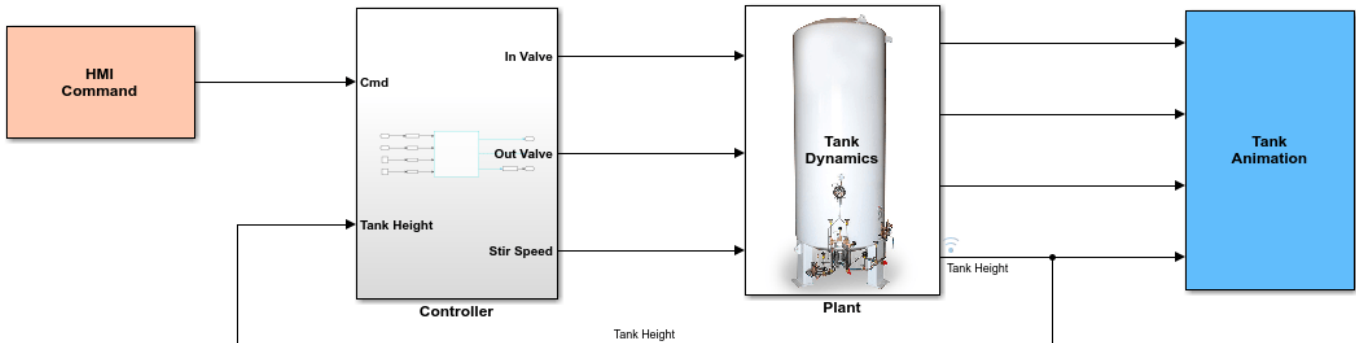 HMI
Command
Cmd
Tank Height
In Valve
Out Valve
Stir Speed
Controller
Tank
Dynamics
Plant
Tank Height
Tank
Animation
Tank Height